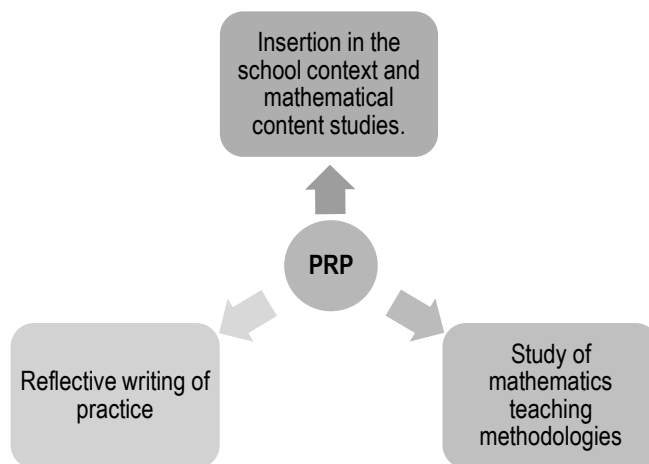 Insertion in the
school context and
mathematical
content studies.
PRP
Reflective writing of
practice
Study of
mathematics
teaching
methodologies